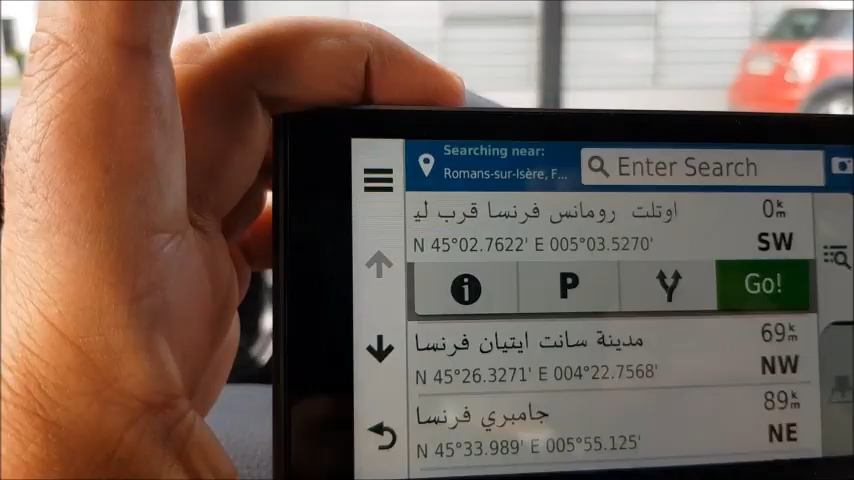 Searching near:
Romans-sur-Isère, F...
Enter Search
اوتلت رومانس فرنسا قرب لي
N 45°02.7622' E 005°03.5270'
0km
SW
i
P
Go!
مدينة سانت ايتيان فرنسا
N 45°26.3271' E 004°22.7568'
69km
NW
جامبري فرنسا
N 45°33.989' E 005°55.125'
89km
NE